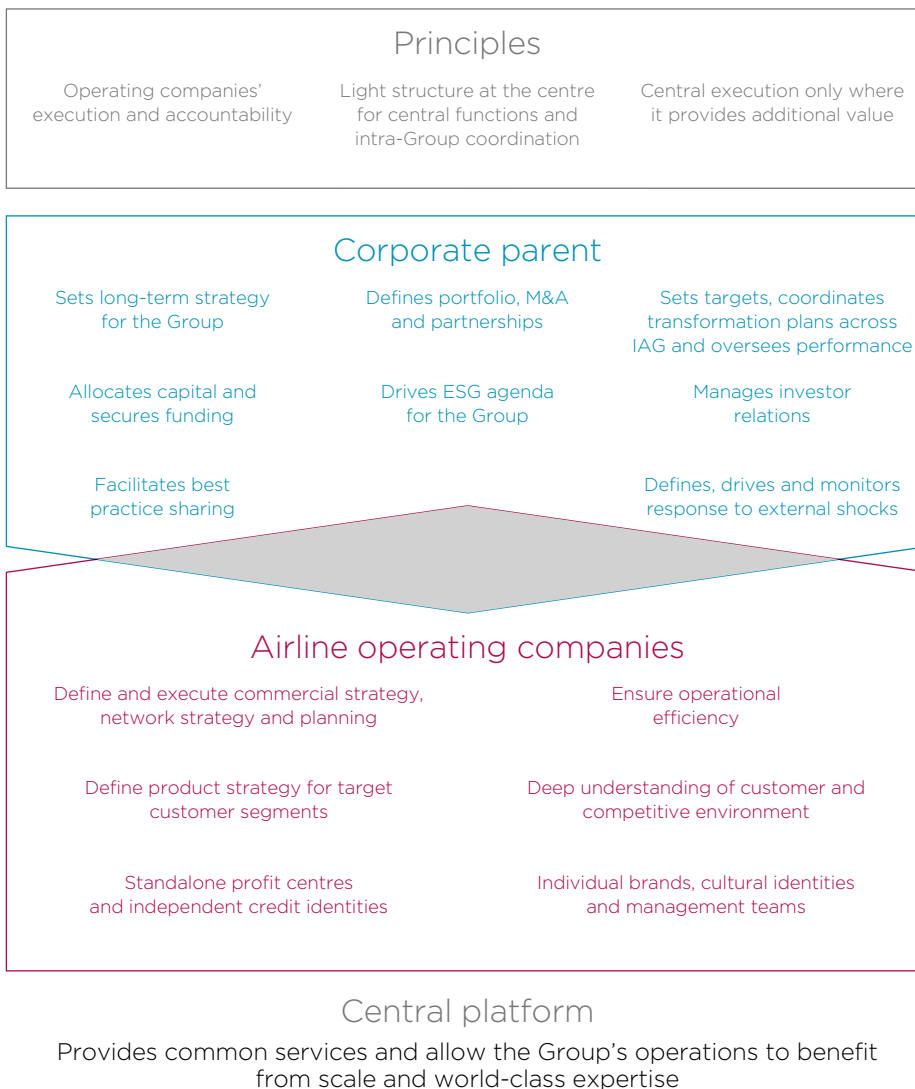 Principles
Operating companies’
execution and accountability
Light structure at the centre
for central functions and
intra-Group coordination
Central execution only where
it provides additional value
Corporate parent
Sets long-term strategy
for the Group
Defines portfolio, M&A
and partnerships
Sets targets, coordinates
transformation plans across
IAG and oversees performance
Allocates capital and
secures funding
Drives ESG agenda
for the Group
Manages investor
relations
Facilitates best
practice sharing
Defines, drives and monitors
response to external shocks
Airline operating companies
Define and execute commercial strategy,
network strategy and planning
Ensure operational
efficiency
Define product strategy for target
customer segments
Deep understanding of customer and
competitive environment
Standalone profit centres
and independent credit identities
Individual brands, cultural identities
and management teams
Central platform
Provides common services and allow the Group’s operations to benefit
from scale and world-class expertise